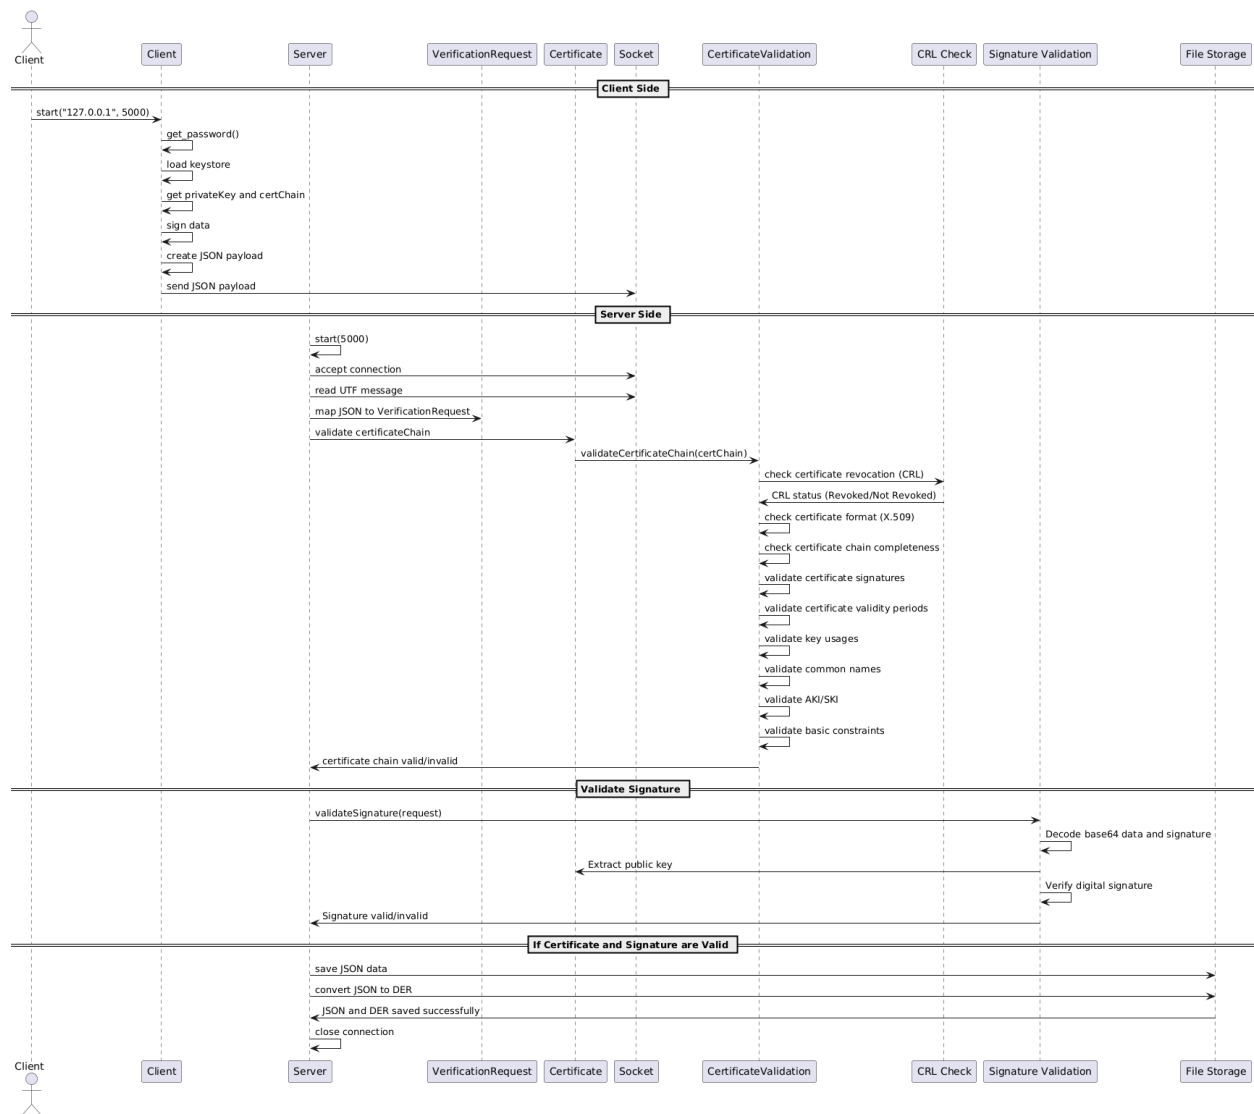 Client
Client
Server
VerificationRequest
Certificate
Socket
CertificateValidation
CRL Check
Signature Validation
File Storage
Client Side
start("127.0.0.1", 5000)
get_password()
load keystore
get privateKey and certChain
sign data
create JSON payload
send JSON payload
Server Side
start(5000)
accept connection
read UTF message
map JSON to VerificationRequest
validate certificateChain
validateCertificateChain(certChain)
check certificate revocation (CRL)
CRL status (Revoked/Not Revoked)
check certificate format (X.509)
check certificate chain completeness
validate certificate signatures
validate certificate validity periods
validate key usages
validate common names
validate AKI/SKI
validate basic constraints
certificate chain valid/invalid
Validate Signature
validateSignature(request)
Decode base64 data and signature
Extract public key
Verify digital signature
Signature valid/invalid
If Certificate and Signature are Valid
save JSON data
convert JSON to DER
JSON and DER saved successfully
close connection
Client
Client
Server
VerificationRequest
Certificate
Socket
CertificateValidation
CRL Check
Signature Validation
File Storage